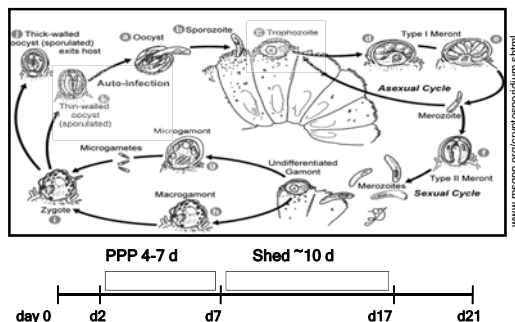 j Thick-walled
oocyst (sporulated)
exits host
a Oocyst
b Sporozoite
c Trophozoite
d
Type I Meront
e
Auto-infection
k
Thin-walled
oocyst
(sporulated)
Asexual Cycle
Merozoite
f
Type II Meront
Microgamont
Microgametes
g
Undifferentiated
Gamont
Merozoites
Sexual Cycle
Macrogamont
h
Zygote
i
PPP 4-7 d
Shed ~10 d
day 0
d2
d7
d17
d21